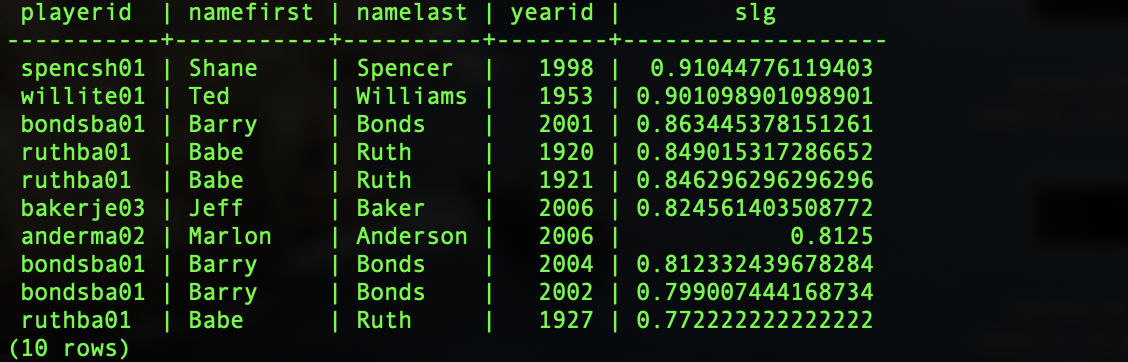 playerid  | namefirst | namelast | yearid |        slg
-----------+-----------+----------+--------+-------------------
 spencsh01 | Shane     | Spencer  |   1998 |  0.91044776119403
 willite01 | Ted       | Williams |   1953 | 0.901098901098901
 bondsba01 | Barry     | Bonds    |   2001 | 0.863445378151261
 ruthba01  | Babe      | Ruth     |   1920 | 0.849015317286652
 ruthba01  | Babe      | Ruth     |   1921 | 0.846296296296296
 bakerje03 | Jeff      | Baker    |   2006 | 0.824561403508772
 anderma02 | Marlon    | Anderson |   2006 |            0.8125
 bondsba01 | Barry     | Bonds    |   2004 | 0.812332439678284
 bondsba01 | Barry     | Bonds    |   2002 | 0.799007444168734
 ruthba01  | Babe      | Ruth     |   1927 | 0.772222222222222
(10 rows)